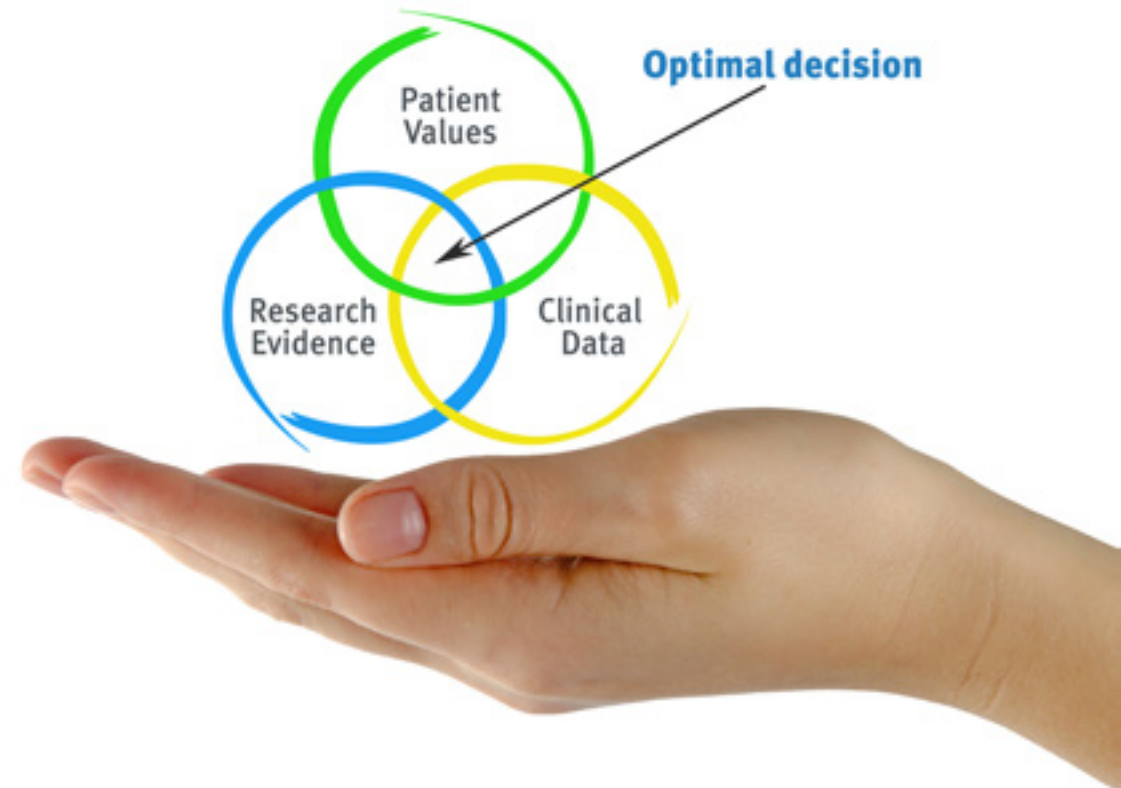 Optimal decision
Patient
Values
Research
Evidence
Clinical
Data